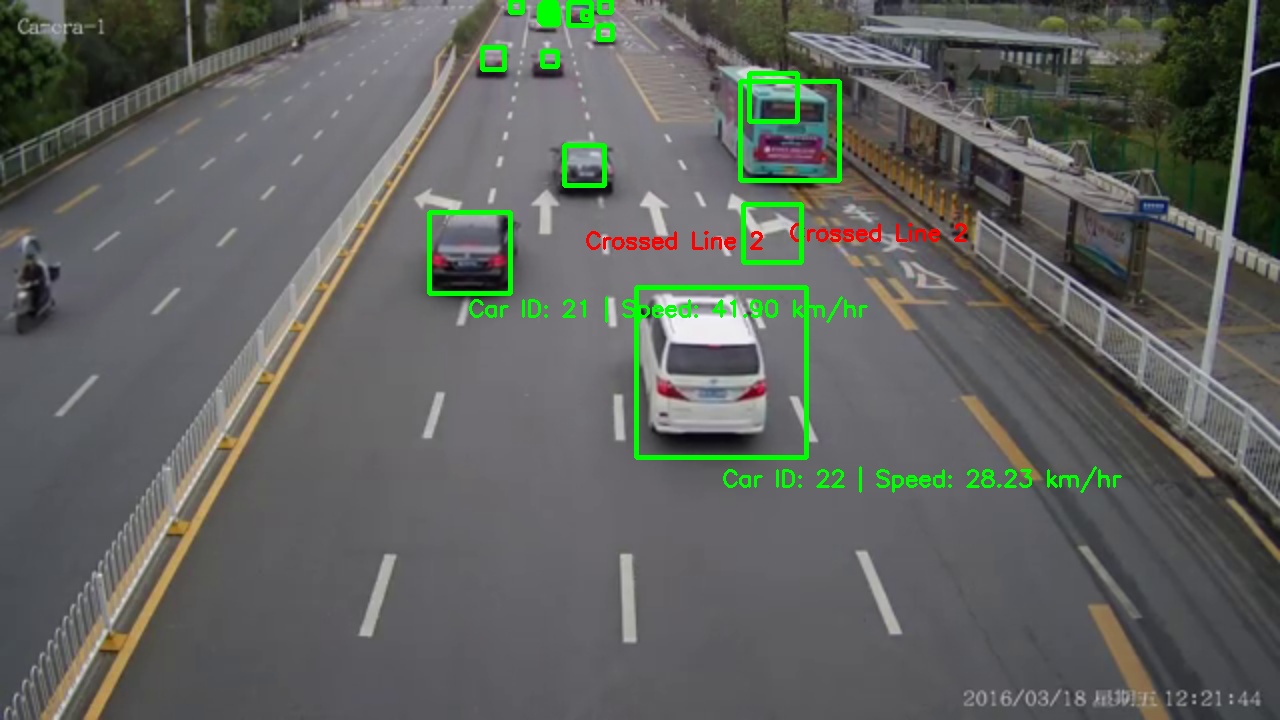 Camera-1
Crossed Line 2
Crossed Line 2
Car ID: 21 | Speed: 41.90 km/hr
Car ID: 22 | Speed: 28.23 km/hr
2016/03/18 星期五 12:21:44